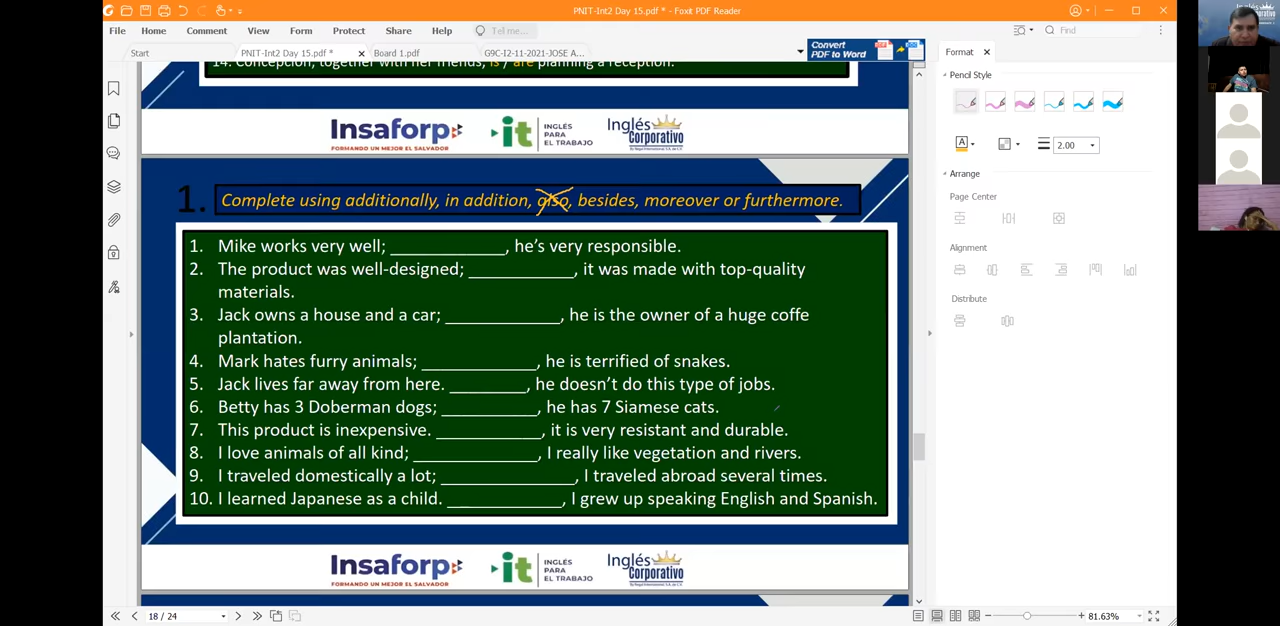 PNIT-Int2 Day 15.pdf * - Foxit PDF Reader
File Home Comment View Form Protect Share Help Tell me... Find
Start PNIT-Int2 Day 15.pdf * Board 1.pdf G9C-I2-11-2021-JOSE A...
Convert
PDF to Word
Format
14. Concepcion, together with her friends, is / are planning a reception.
Insaforp
FORMANDO UN MEJOR EL SALVADOR
it INGLÉS
PARA
EL TRABAJO
Inglés
Corporativo
1. Complete using additionally, in addition, also, besides, moreover or furthermore.
1. Mike works very well; ____________, he's very responsible.
2. The product was well-designed; ___________, it was made with top-quality
materials.
3. Jack owns a house and a car; ____________, he is the owner of a huge coffe
plantation.
4. Mark hates furry animals; ____________, he is terrified of snakes.
5. Jack lives far away from here. ________, he doesn't do this type of jobs.
6. Betty has 3 Doberman dogs; __________, he has 7 Siamese cats.
7. This product is inexpensive. ___________, it is very resistant and durable.
8. I love animals of all kind; _____________, I really like vegetation and rivers.
9. I traveled domestically a lot; ______________, I traveled abroad several times.
10. I learned Japanese as a child. ____________, I grew up speaking English and Spanish.
Insaforp
FORMANDO UN MEJOR EL SALVADOR
it INGLÉS
PARA
EL TRABAJO
Inglés
Corporativo
Pencil Style
2.00
Arrange
Page Center
Alignment
Distribute
18 / 24
81.63%
Inglés
Corporativo